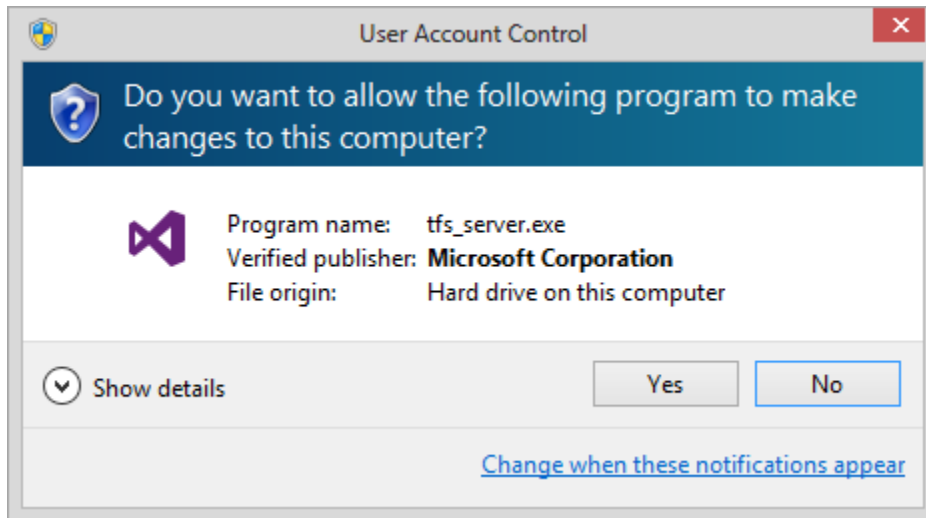 User Account Control
Do you want to allow the following program to make
changes to this computer?
Program name: tfs_server.exe
Verified publisher: Microsoft Corporation
File origin: Hard drive on this computer
Show details
Yes
No
Change when these notifications appear